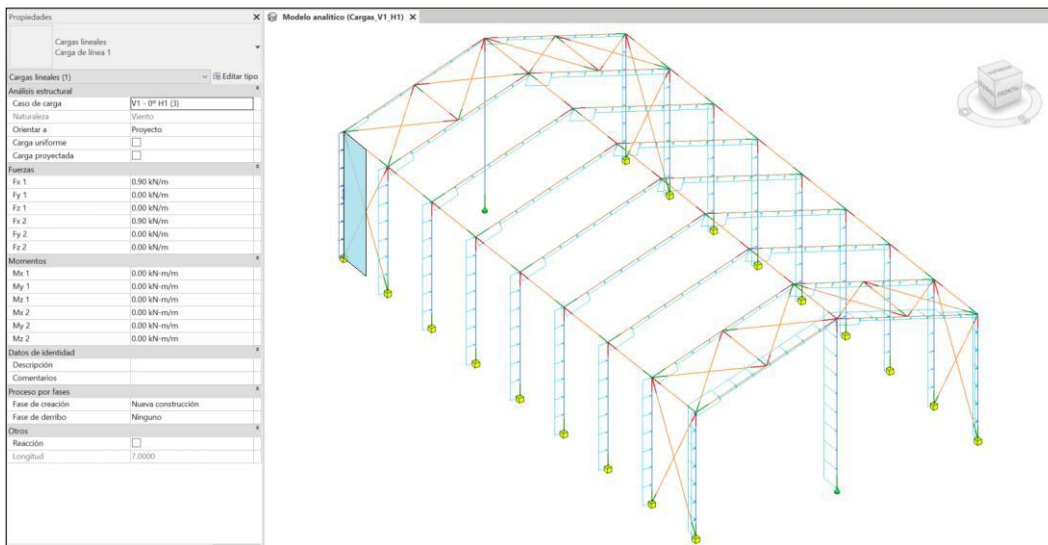 Propiedades
Modelo analítico (Cargas_V1_H1)
Cargas lineales
Carga de línea 1
Cargas lineales (1)
Editar tipo
Análisis estructural
Caso de carga V1 - 0º H1 (3)
Naturaleza Viento
Orientar a Proyecto
Carga uniforme
Carga proyectada
Fuerzas
Fx 1 0.90 kN/m
Fy 1 0.00 kN/m
Fz 1 0.00 kN/m
Fx 2 0.90 kN/m
Fy 2 0.00 kN/m
Fz 2 0.00 kN/m
Momentos
Mx 1 0.00 kN-m/m
My 1 0.00 kN-m/m
Mz 1 0.00 kN-m/m
Mx 2 0.00 kN-m/m
My 2 0.00 kN-m/m
Mz 2 0.00 kN-m/m
Datos de identidad
Descripción
Comentarios
Proceso por fases
Fase de creación Nueva construcción
Fase de derribo Ninguno
Otros
Reacción
Longitud 7.0000
SUPERIOR
FRONTAL